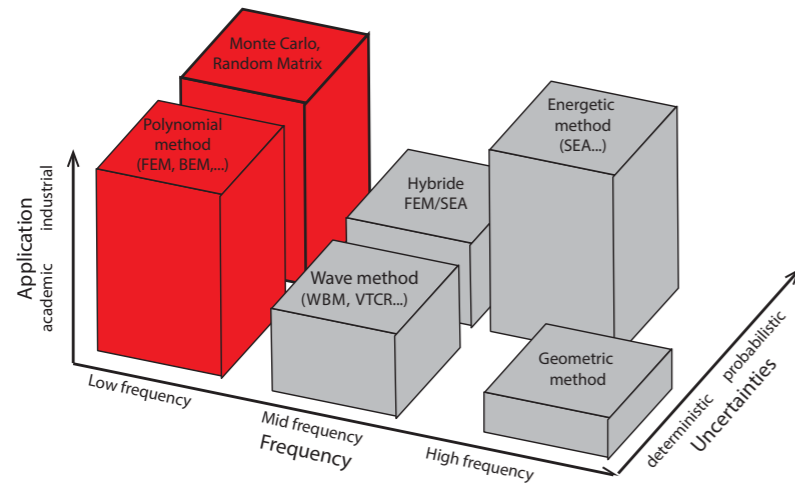 Monte Carlo,
Random Matrix
Polynomial
method
(FEM, BEM,...)
Energetic
method
(SEA...)
Hybride
FEM/SEA
Wave method
(WBM, VTCR...)
Geometric
method
Application
academic industrial
Low frequency
Mid frequency
High frequency
Frequency
deterministic probabilistic
Uncertainties